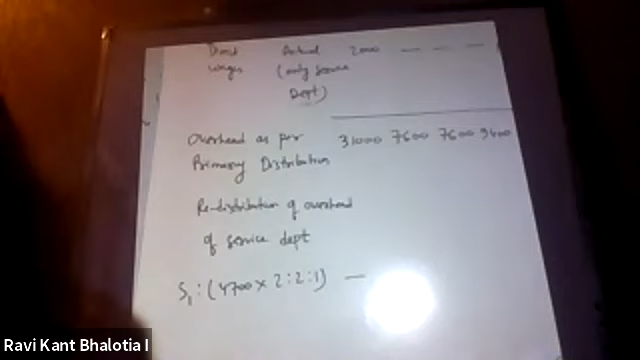 Direct Actual 2000 — — —
wages (only service
Dept)
Overhead as per 31000 7600 7600 9400
Primary Distribution
Re-distribution of overhead
of service dept
S₁ : (4700 x 2:2:1) —
Ravi Kant Bhalotia I